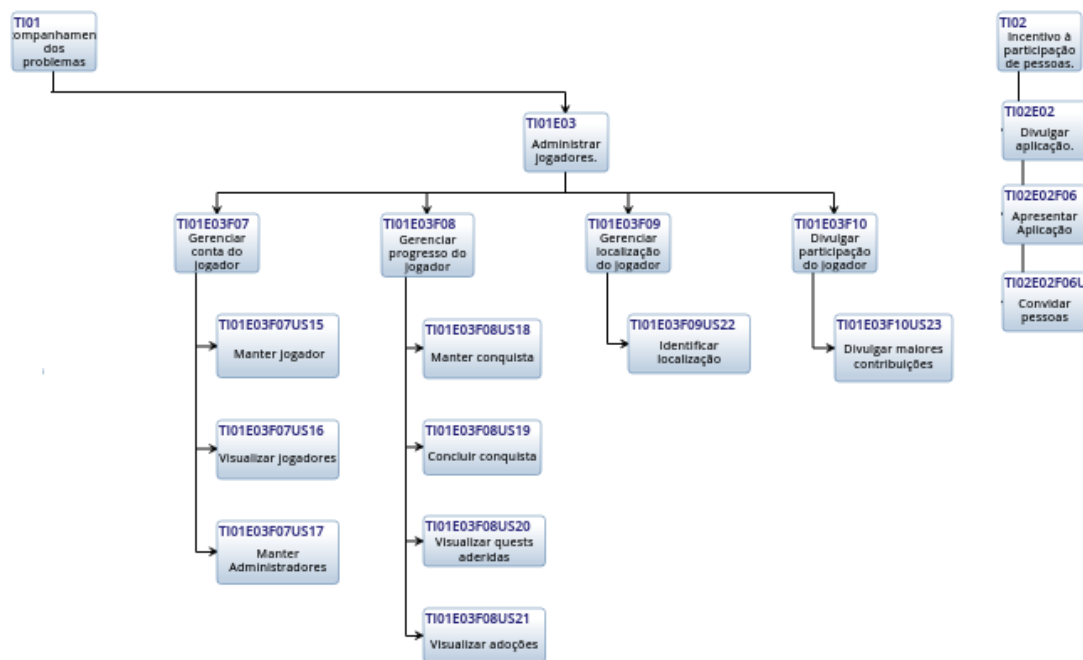 TI01
ompanhamen
dos
problemas
TI02
Incentivo à
participação
de pessoas.
TI01E03
Administrar
jogadores.
TI02E02
Divulgar
aplicação.
TI01E03F07
Gerenciar
conta do
jogador
TI01E03F08
Gerenciar
progresso do
jogador
TI01E03F09
Gerenciar
localização
do jogador
TI01E03F10
Divulgar
participação
do jogador
TI02E02F06
Apresentar
Aplicação
TI02E02F06U
Convidar
pessoas
TI01E03F07US15
Manter jogador
TI01E03F08US18
Manter conquista
TI01E03F09US22
Identificar
localização
TI01E03F10US23
Divulgar maiores
contribuições
TI01E03F07US16
Visualizar jogadores
TI01E03F08US19
Concluir conquista
TI01E03F07US17
Manter
Administradores
TI01E03F08US20
Visualizar quests
aderidas
TI01E03F08US21
Visualizar adoções